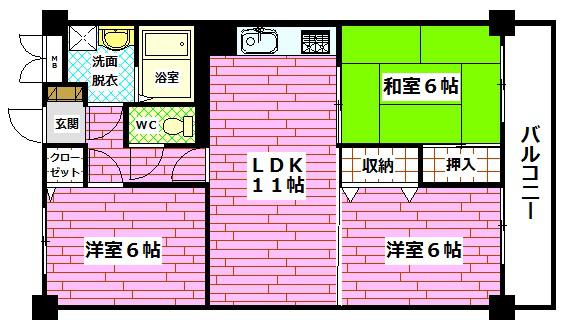 MB
洗面
脱衣
浴室
玄関
WC
クロー
ゼット
洋室6帖
LDK
11帖
和室6帖
収納
押入
洋室6帖
バルコニー